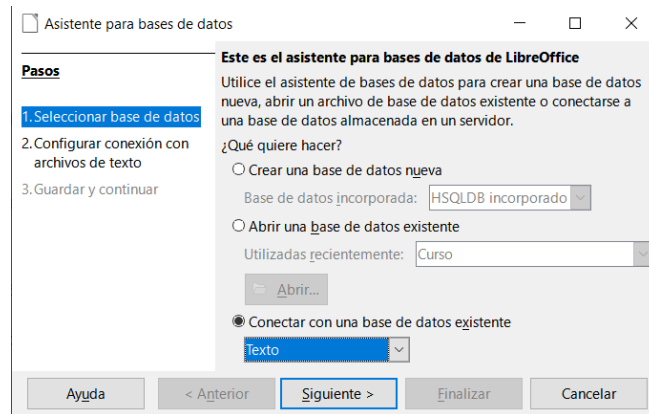 Asistente para bases de datos
Pasos
1. Seleccionar base de datos
2. Configurar conexión con
archivos de texto
3. Guardar y continuar
Este es el asistente para bases de datos de LibreOffice
Utilice el asistente de bases de datos para crear una base de datos
nueva, abrir un archivo de base de datos existente o conectarse a
una base de datos almacenada en un servidor.
¿Qué quiere hacer?
Crear una base de datos nueva
Base de datos incorporada: HSQLDB incorporado
Abrir una base de datos existente
Utilizadas recientemente: Curso
Abrir...
Conectar con una base de datos existente
Texto
Ayuda < Anterior Siguiente > Finalizar Cancelar